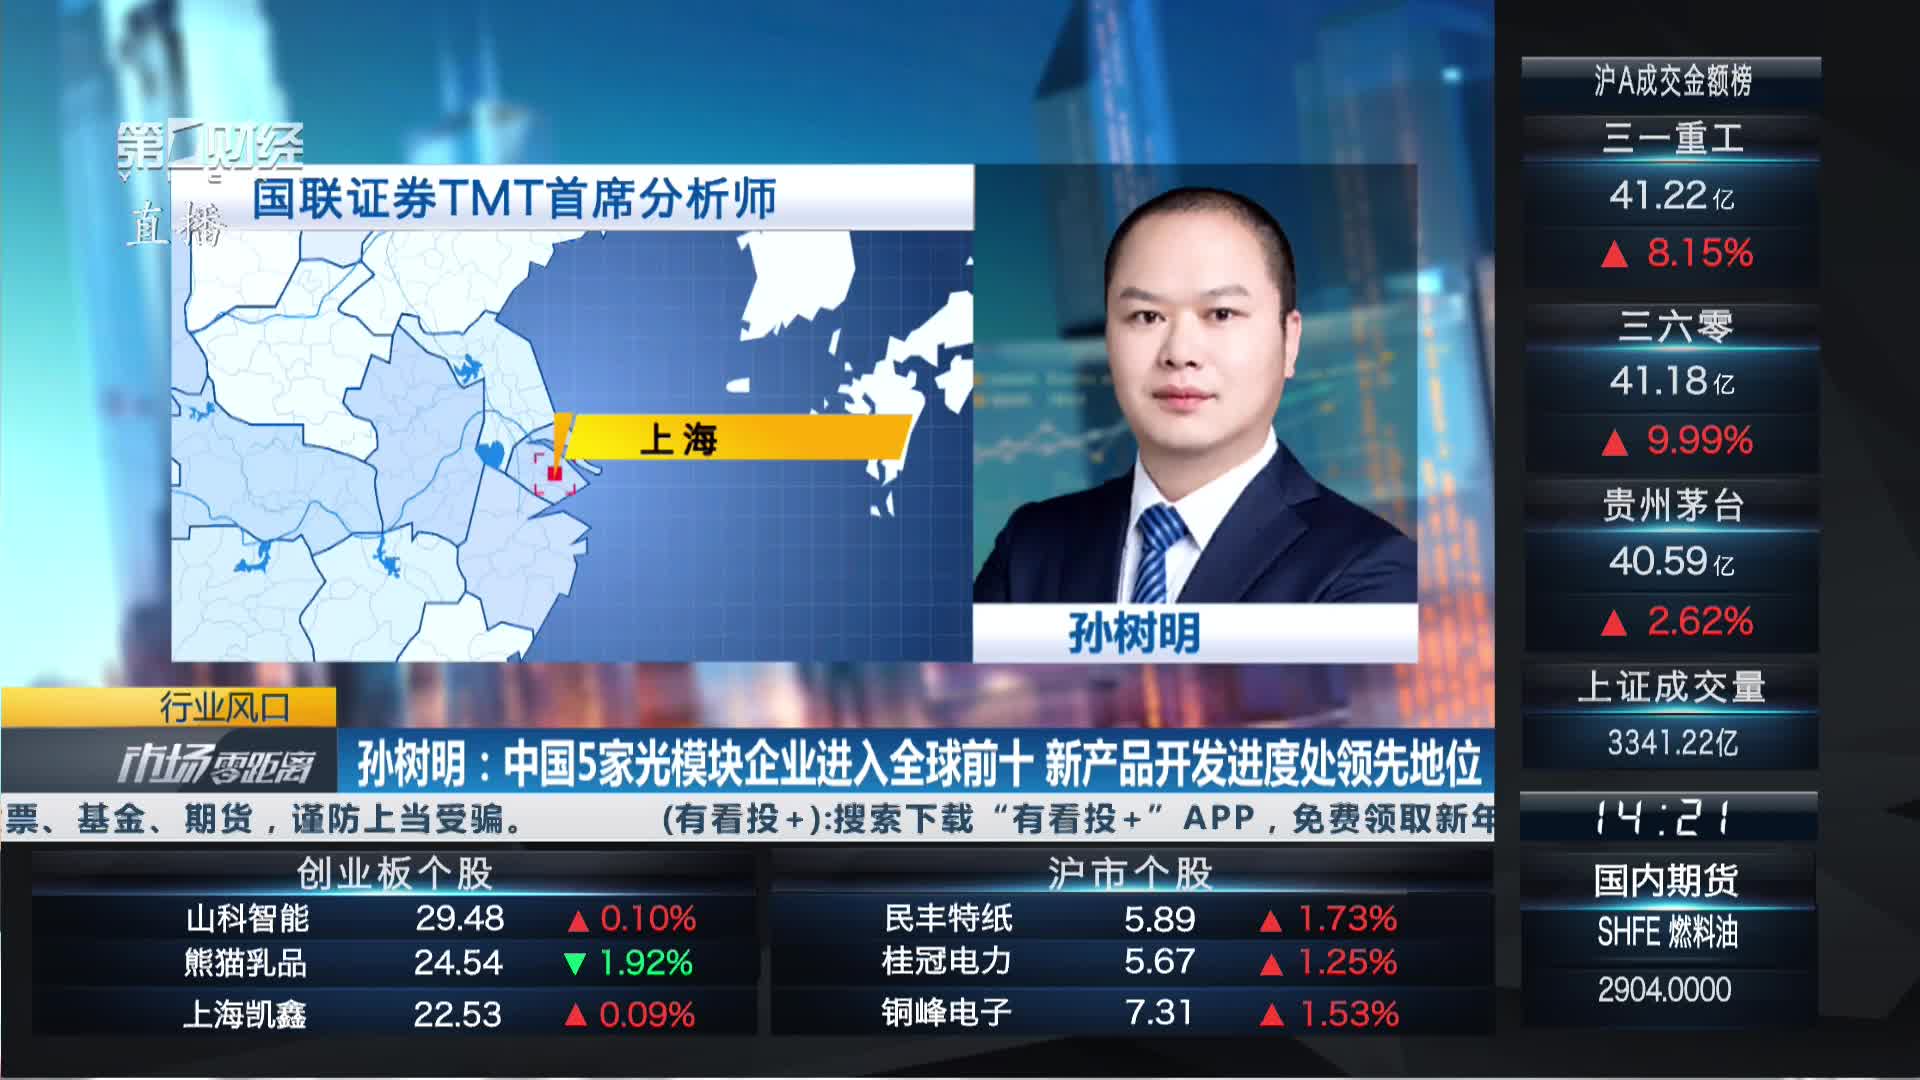 第一财经
直播
国联证券TMT首席分析师
上海
孙树明
行业风口
市场零距离
孙树明：中国5家光模块企业进入全球前十 新产品开发进度处领先地位
票、基金、期货，谨防上当受骗。 (有看投+):搜索下载“有看投+”APP，免费领取新年
创业板个股
山科智能 29.48 ▲0.10%
熊猫乳品 24.54 ▼1.92%
上海凯鑫 22.53 ▲0.09%
沪市个股
民丰特纸 5.89 ▲1.73%
桂冠电力 5.67 ▲1.25%
铜峰电子 7.31 ▲1.53%
沪A成交金额榜
三一重工
41.22亿
▲ 8.15%
三六零
41.18亿
▲ 9.99%
贵州茅台
40.59亿
▲ 2.62%
上证成交量
3341.22亿
14:21
国内期货
SHFE 燃料油
2904.0000